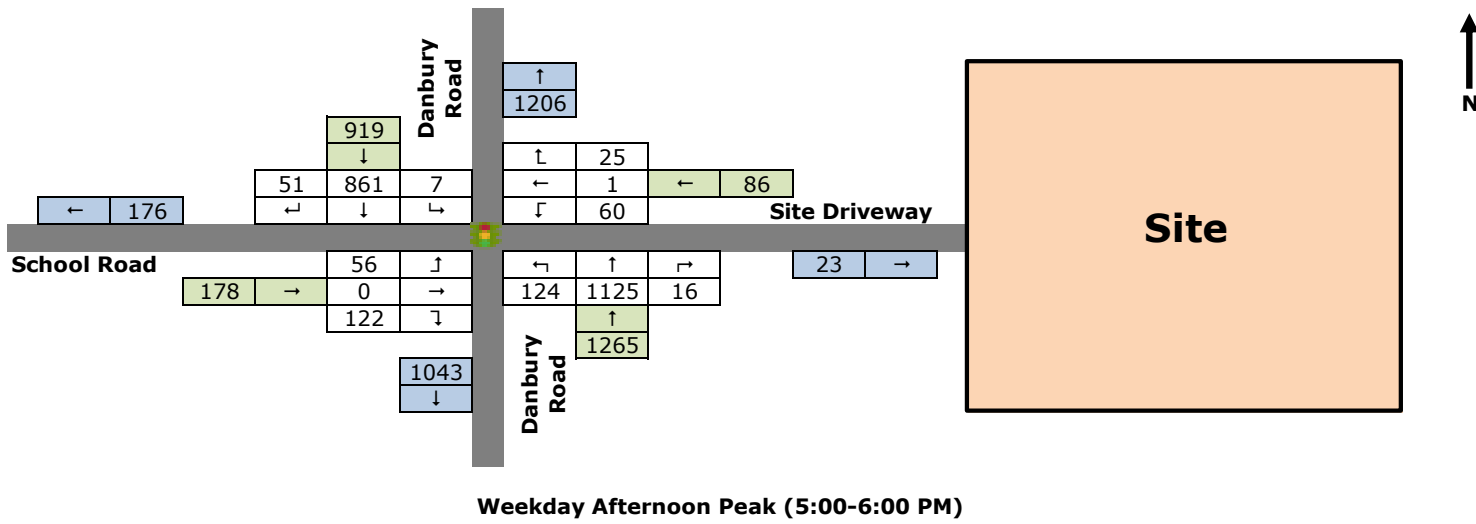 Danbury
Road
↑
1206
N
919
↓
51 861 7
↵ ↓ ↳
↑ 25
← 1 ← 86
↓ 60
← 176
Site Driveway
Site
School Road
56 ↑
178 → 0 →
122 ↓
↰ ↑ ↱
124 1125 16
↑
1265
23 →
1043
↓
Danbury
Road
Weekday Afternoon Peak (5:00-6:00 PM)